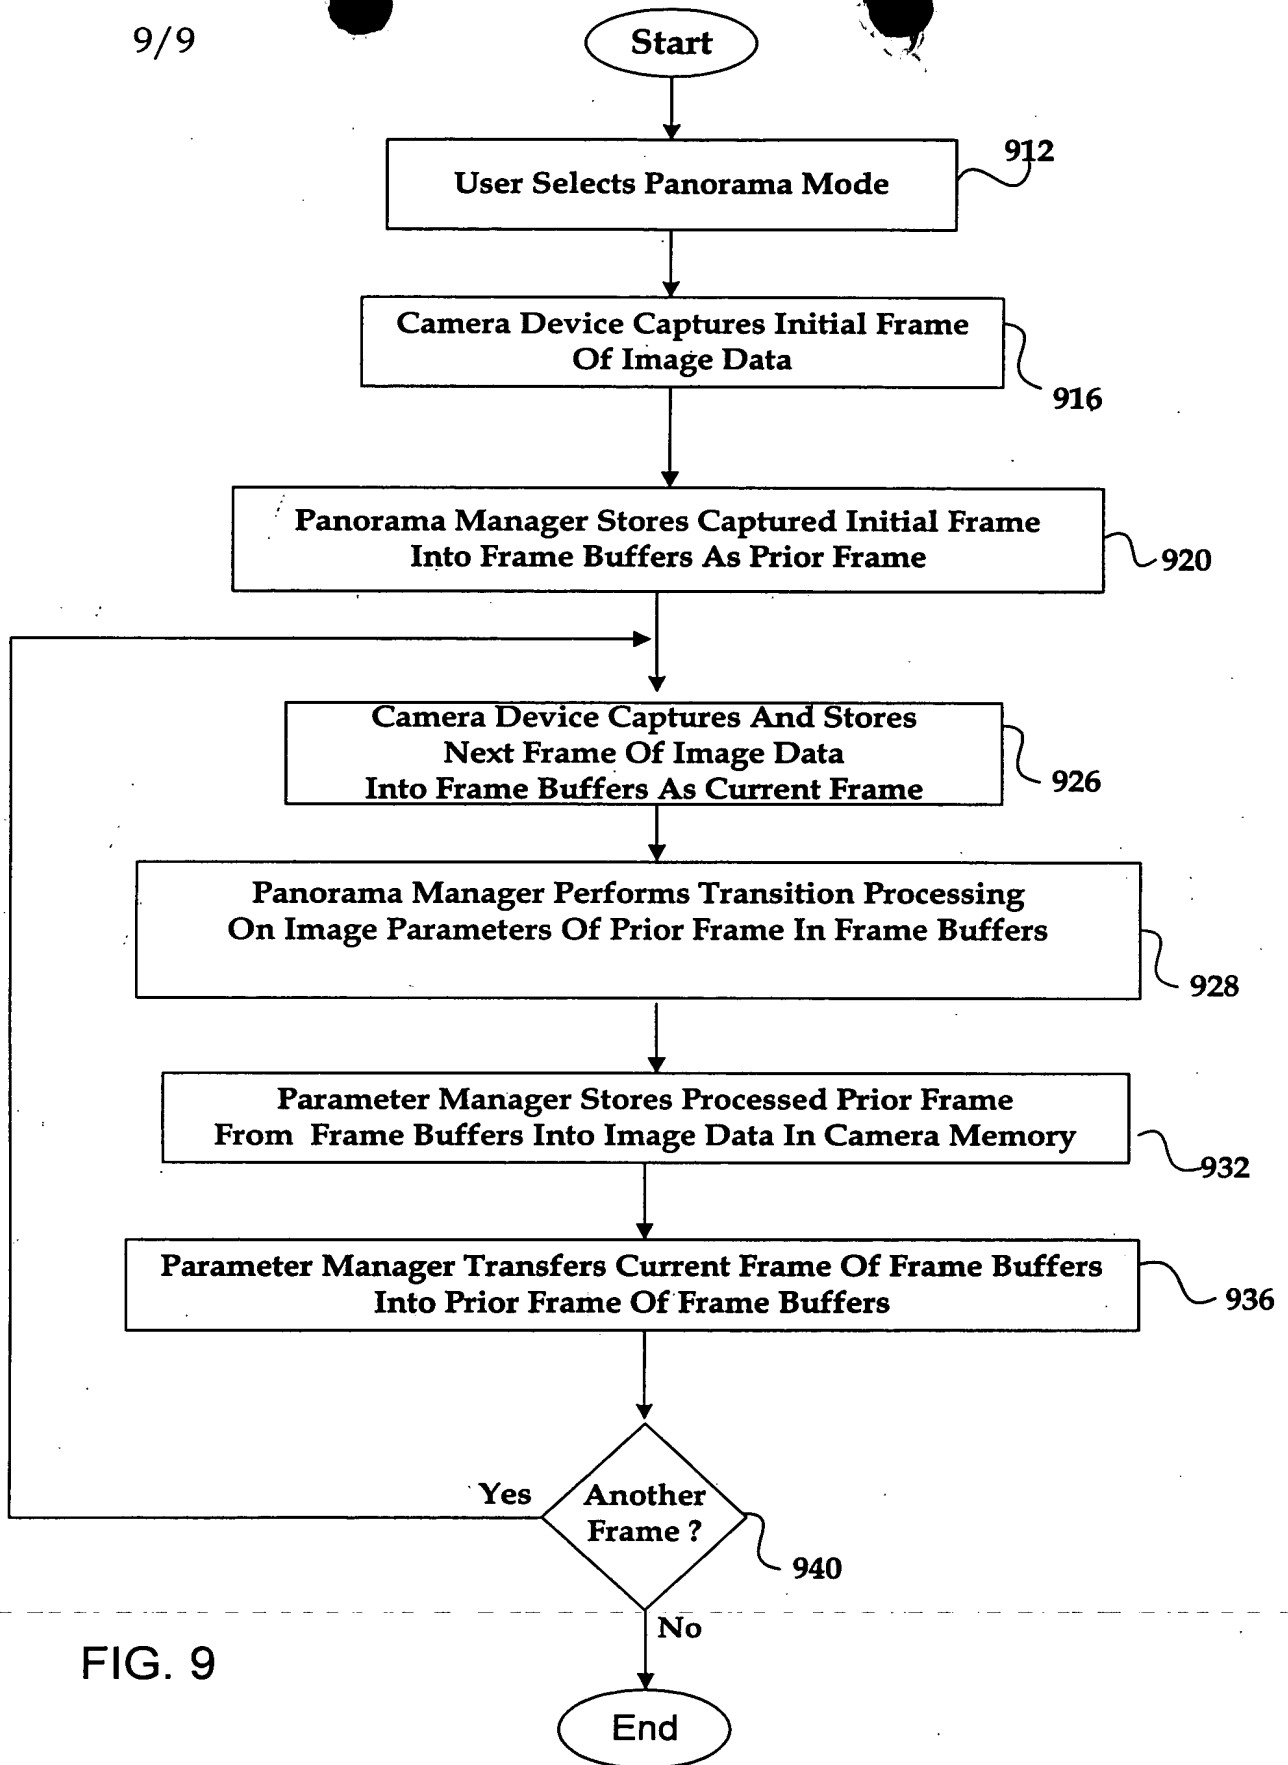 9/9
Start
912
User Selects Panorama Mode
Camera Device Captures Initial Frame
Of Image Data
916
Panorama Manager Stores Captured Initial Frame
Into Frame Buffers As Prior Frame
920
Camera Device Captures And Stores
Next Frame Of Image Data
Into Frame Buffers As Current Frame
926
Panorama Manager Performs Transition Processing
On Image Parameters Of Prior Frame In Frame Buffers
928
Parameter Manager Stores Processed Prior Frame
From Frame Buffers Into Image Data In Camera Memory
932
Parameter Manager Transfers Current Frame Of Frame Buffers
Into Prior Frame Of Frame Buffers
936
Yes
Another
Frame ?
940
No
FIG. 9
End